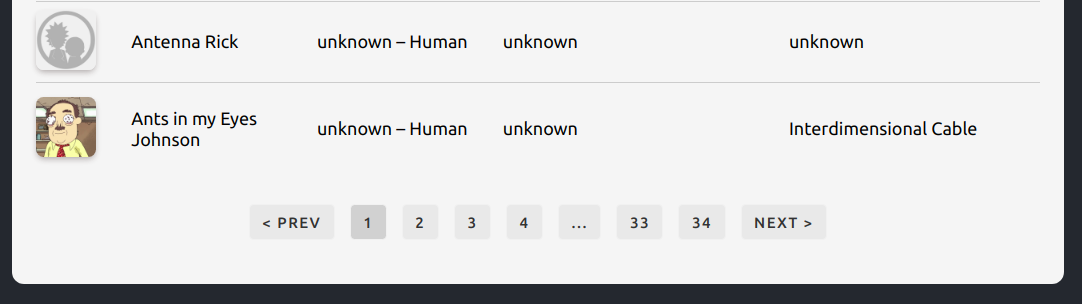 Antenna Rick unknown – Human unknown unknown
Ants in my Eyes
Johnson unknown – Human unknown Interdimensional Cable
< PREV 1 2 3 4 ... 33 34 NEXT >